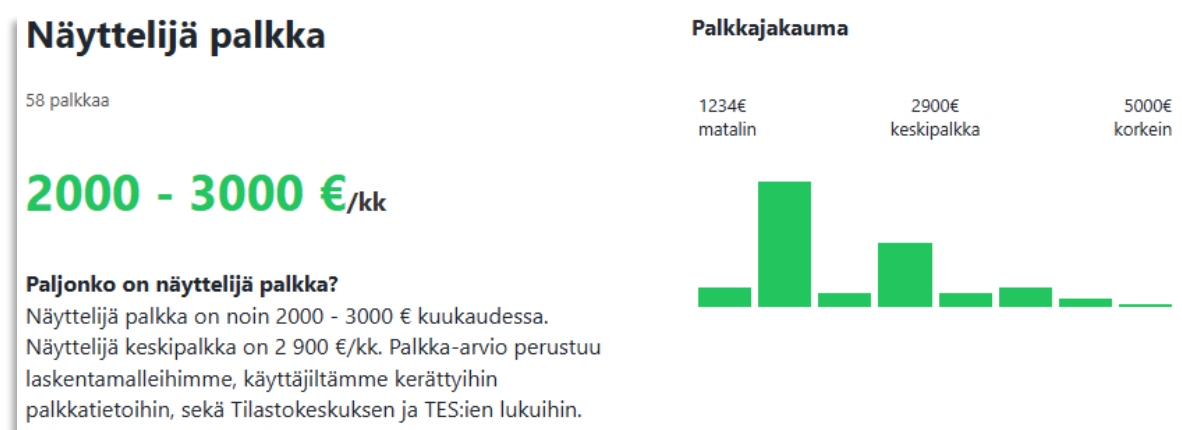 Näyttelijä palkka
58 palkkaa
2000 - 3000 €/kk
Paljonko on näyttelijä palkka?
Näyttelijä palkka on noin 2000 - 3000 € kuukaudessa.
Näyttelijä keskipalkka on 2 900 €/kk. Palkka-arvio perustuu
laskentamalleihimme, käyttäjiltämme kerättyihin
palkkatietoihin, sekä Tilastokeskuksen ja TES:ien lukuihin.
Palkkajakauma
1234€ 2900€ 5000€
matalin keskipalkka korkein